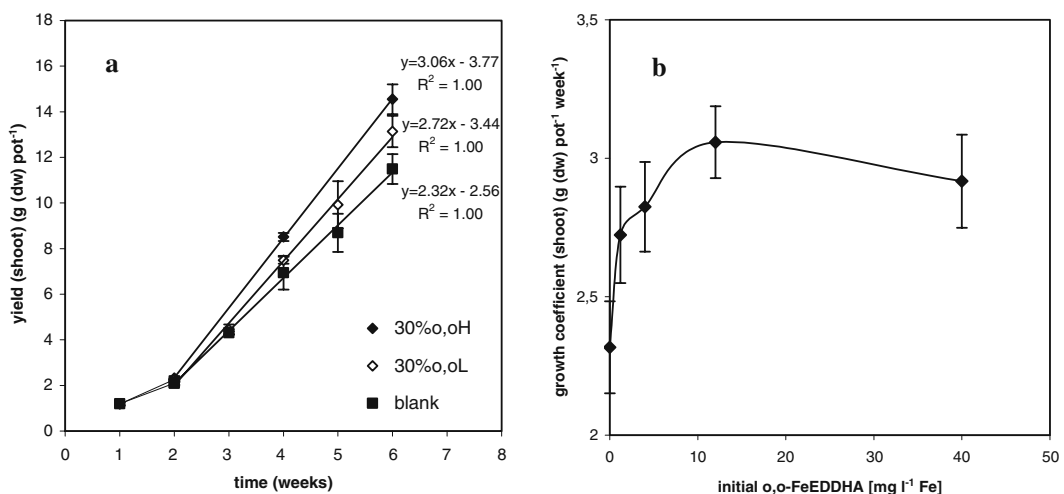 18
16
14
12
10
8
6
4
2
0
yield (shoot) (g (dw) pot⁻¹)
a
y=3.06x - 3.77
R² = 1.00
y=2.72x - 3.44
R² = 1.00
y=2.32x - 2.56
R² = 1.00
30%o,oH
30%o,oL
blank
0 1 2 3 4 5 6 7 8
time (weeks)
3,5
3
2,5
2
growth coefficient (shoot) (g (dw) pot⁻¹ week⁻¹)
b
0 10 20 30 40 50
initial o,o-FeEDDHA [mg l⁻¹ Fe]